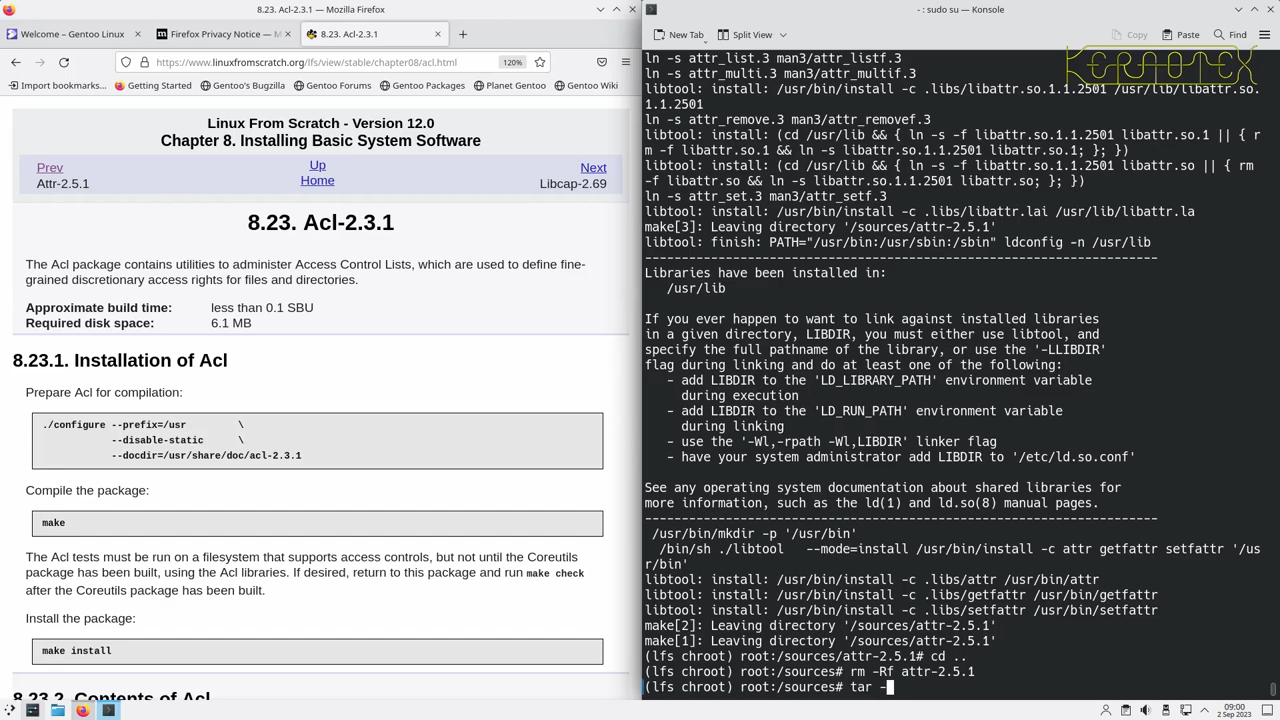 8.23. Acl-2.3.1 — Mozilla Firefox
Welcome – Gentoo Linux
Firefox Privacy Notice — M
8.23. Acl-2.3.1
https://www.linuxfromscratch.org/lfs/view/stable/chapter08/acl.html
120%
Import bookmarks...
Getting Started
Gentoo's Bugzilla
Gentoo Forums
Gentoo Packages
Planet Gentoo
Gentoo Wiki
Linux From Scratch - Version 12.0
Chapter 8. Installing Basic System Software
Prev
Up
Next
Attr-2.5.1
Home
Libcap-2.69
8.23. Acl-2.3.1
The Acl package contains utilities to administer Access Control Lists, which are used to define fine-
grained discretionary access rights for files and directories.
Approximate build time: less than 0.1 SBU
Required disk space: 6.1 MB
8.23.1. Installation of Acl
Prepare Acl for compilation:
./configure --prefix=/usr \
--disable-static \
--docdir=/usr/share/doc/acl-2.3.1
Compile the package:
make
The Acl tests must be run on a filesystem that supports access controls, but not until the Coreutils
package has been built, using the Acl libraries. If desired, return to this package and run make check
after the Coreutils package has been built.
Install the package:
make install
8.23.2. Contents of Acl
- : sudo su — Konsole
New Tab
Split View
Copy
Paste
Find
KERNOTEX
ln -s attr_list.3 man3/attr_listf.3
ln -s attr_multi.3 man3/attr_multif.3
libtool: install: /usr/bin/install -c .libs/libattr.so.1.1.2501 /usr/lib/libattr.so.
1.1.2501
ln -s attr_remove.3 man3/attr_removef.3
libtool: install: (cd /usr/lib && { ln -s -f libattr.so.1.1.2501 libattr.so.1 || { r
m -f libattr.so.1 && ln -s libattr.so.1.1.2501 libattr.so.1; }; })
libtool: install: (cd /usr/lib && { ln -s -f libattr.so.1.1.2501 libattr.so || { rm
-f libattr.so && ln -s libattr.so.1.1.2501 libattr.so; }; })
ln -s attr_set.3 man3/attr_setf.3
libtool: install: /usr/bin/install -c .libs/libattr.lai /usr/lib/libattr.la
make[3]: Leaving directory '/sources/attr-2.5.1'
libtool: finish: PATH="/usr/bin:/usr/sbin:/sbin" ldconfig -n /usr/lib
----------------------------------------------------------------------
Libraries have been installed in:
/usr/lib
If you ever happen to want to link against installed libraries
in a given directory, LIBDIR, you must either use libtool, and
specify the full pathname of the library, or use the '-LLIBDIR'
flag during linking and do at least one of the following:
- add LIBDIR to the 'LD_LIBRARY_PATH' environment variable
during execution
- add LIBDIR to the 'LD_RUN_PATH' environment variable
during linking
- use the '-Wl,-rpath -Wl,LIBDIR' linker flag
- have your system administrator add LIBDIR to '/etc/ld.so.conf'
See any operating system documentation about shared libraries for
more information, such as the ld(1) and ld.so(8) manual pages.
----------------------------------------------------------------------
/usr/bin/mkdir -p '/usr/bin'
/bin/sh ./libtool --mode=install /usr/bin/install -c attr getfattr setfattr '/us
r/bin'
libtool: install: /usr/bin/install -c .libs/attr /usr/bin/attr
libtool: install: /usr/bin/install -c .libs/getfattr /usr/bin/getfattr
libtool: install: /usr/bin/install -c .libs/setfattr /usr/bin/setfattr
make[2]: Leaving directory '/sources/attr-2.5.1'
make[1]: Leaving directory '/sources/attr-2.5.1'
(lfs chroot) root:/sources/attr-2.5.1# cd ..
(lfs chroot) root:/sources# rm -Rf attr-2.5.1
(lfs chroot) root:/sources# tar -
09:00
2 Sep 2023